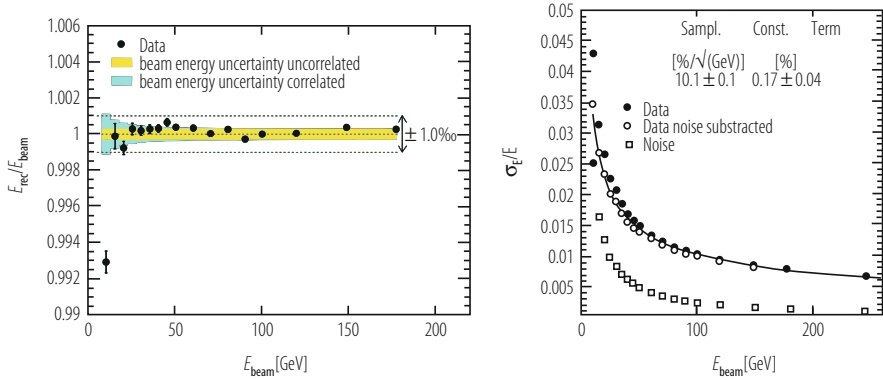 1.006
1.004
1.002
1
0.998
0.996
0.994
0.992
0.99
E_rec/E_beam
Data
beam energy uncertainty uncorrelated
beam energy uncertainty correlated
± 1.0‰
0 50 100 150 200
E_beam[GeV]
0.05
0.045
0.04
0.035
0.03
0.025
0.02
0.015
0.01
0.005
σ_E/E
Sampl. Const. Term
[%/√(GeV)] [%]
10.1 ± 0.1 0.17 ± 0.04
Data
Data noise substracted
Noise
0 100 200
E_beam[GeV]